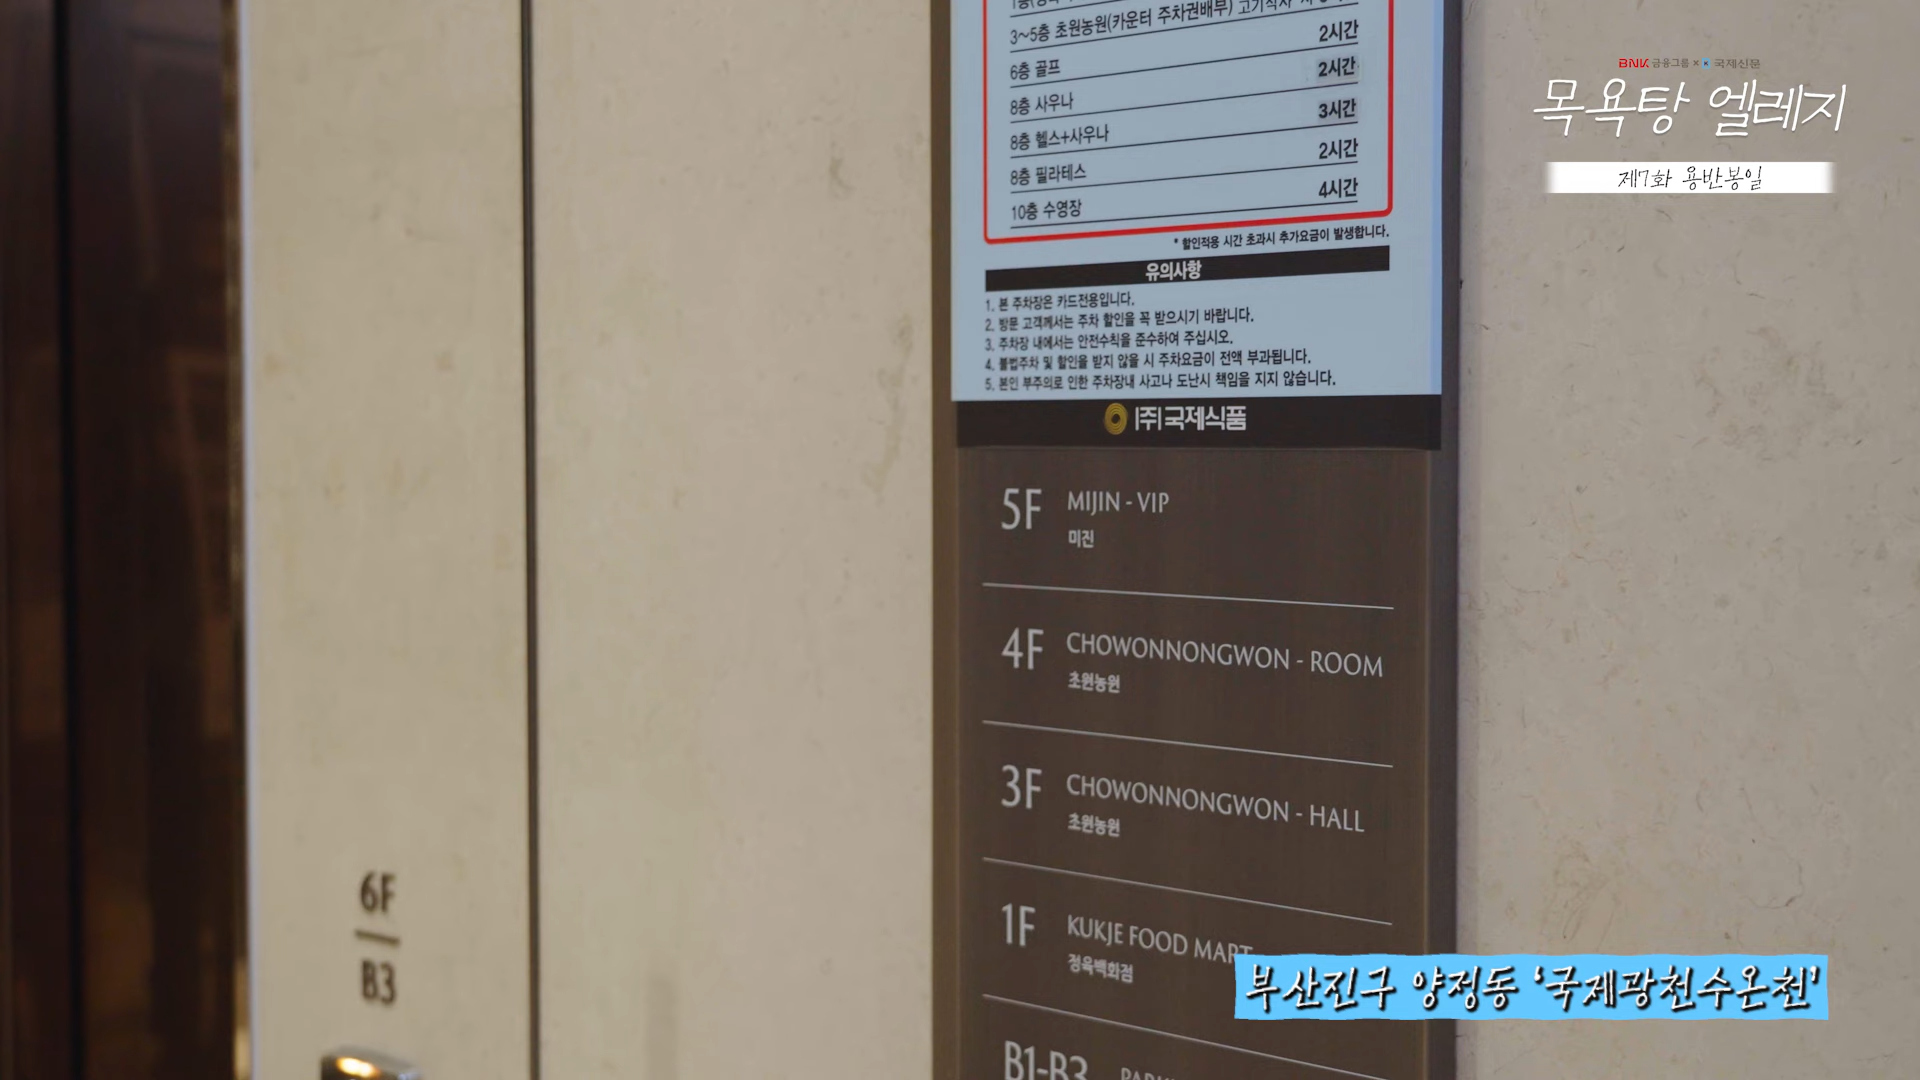 3~5층 초원농원(카운터 주차권배부) 고기식사
2시간
6층 골프
2시간
8층 사우나
3시간
8층 헬스+사우나
2시간
8층 필라테스
4시간
10층 수영장
* 할인적용 시간 초과시 추가요금이 발생합니다.
유의사항
1. 본 주차장은 카드전용입니다.
2. 방문 고객께서는 주차 할인을 꼭 받으시기 바랍니다.
3. 주차장 내에서는 안전수칙을 준수하여 주십시오.
4. 불법주차 및 할인을 받지 않을 시 주차요금이 전액 부과됩니다.
5. 본인 부주의로 인한 주차장내 사고나 도난시 책임을 지지 않습니다.
(주)국제식품
5F MIJIN - VIP
미진
4F CHOWONNONGWON - ROOM
초원농원
3F CHOWONNONGWON - HALL
초원농원
1F KUKJE FOOD MART
정육백화점
B1-B3
6F
B3
BNK 금융그룹 × K 국제신문
목욕탕 엘레지
제7화 용반봉일
부산진구 양정동 ‘국제광천수온천’